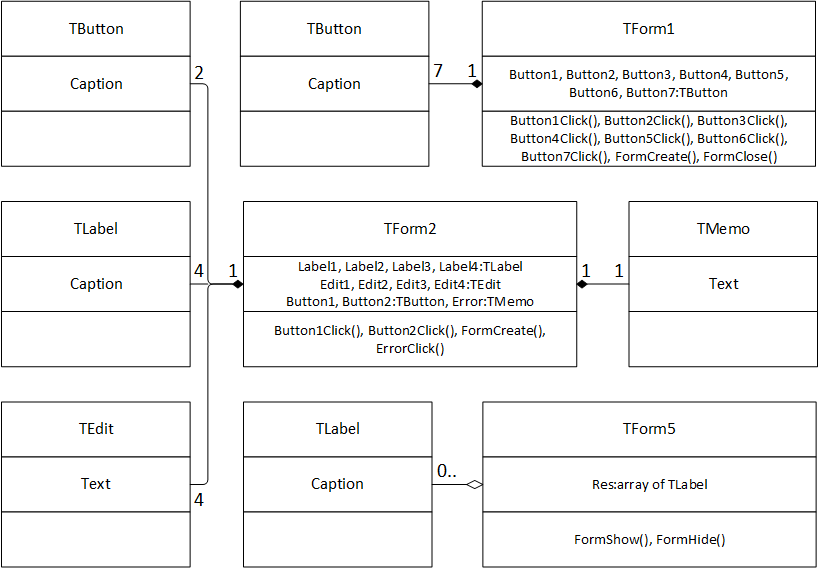 TButton
Caption
2
TButton
Caption
7
1
TForm1
Button1, Button2, Button3, Button4, Button5,
Button6, Button7:TButton
Button1Click(), Button2Click(), Button3Click(),
Button4Click(), Button5Click(), Button6Click(),
Button7Click(), FormCreate(), FormClose()
TLabel
Caption
4
1
TForm2
Label1, Label2, Label3, Label4:TLabel
Edit1, Edit2, Edit3, Edit4:TEdit
Button1, Button2:TButton, Error:TMemo
Button1Click(), Button2Click(), FormCreate(),
ErrorClick()
1
1
TMemo
Text
TEdit
Text
4
TLabel
Caption
0..
TForm5
Res:array of TLabel
FormShow(), FormHide()